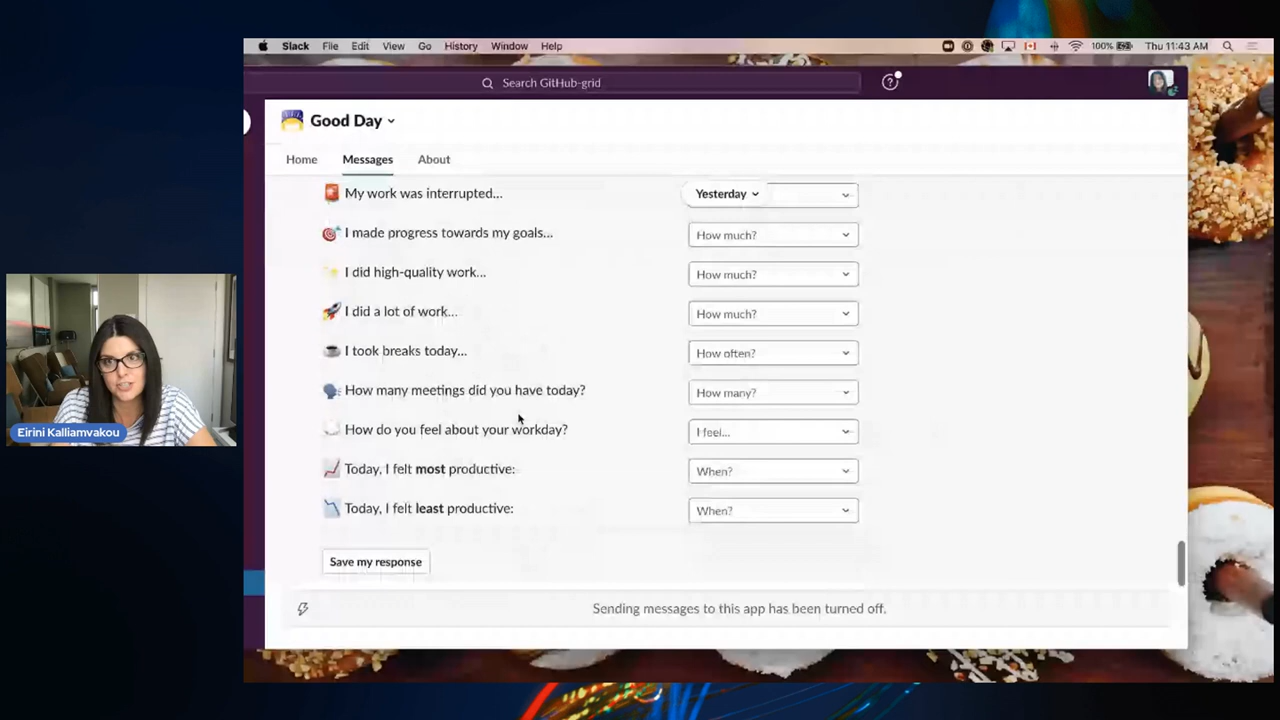 Slack File Edit View Go History Window Help 100% Thu 11:43 AM
Search GitHub-grid
Good Day
Home Messages About
My work was interrupted... Yesterday
I made progress towards my goals... How much?
I did high-quality work... How much?
I did a lot of work... How much?
I took breaks today... How often?
How many meetings did you have today? How many?
How do you feel about your workday? I feel...
Today, I felt most productive: When?
Today, I felt least productive: When?
Save my response
Sending messages to this app has been turned off.
Eirini Kalliamvakou